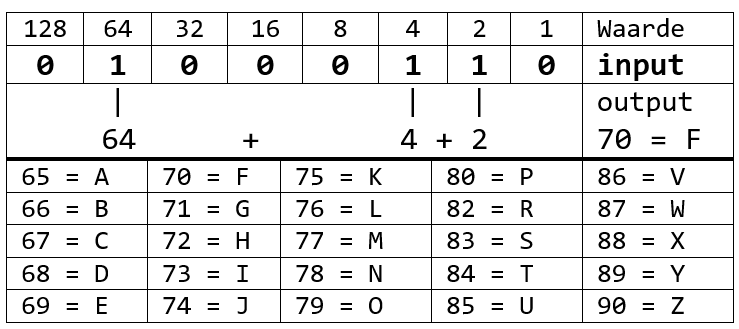 128 64 32 16 8 4 2 1 Waarde
0 1 0 0 0 1 1 0 input
| | | output
64 + 4 + 2 70 = F
65 = A 70 = F 75 = K 80 = P 86 = V
66 = B 71 = G 76 = L 82 = R 87 = W
67 = C 72 = H 77 = M 83 = S 88 = X
68 = D 73 = I 78 = N 84 = T 89 = Y
69 = E 74 = J 79 = O 85 = U 90 = Z